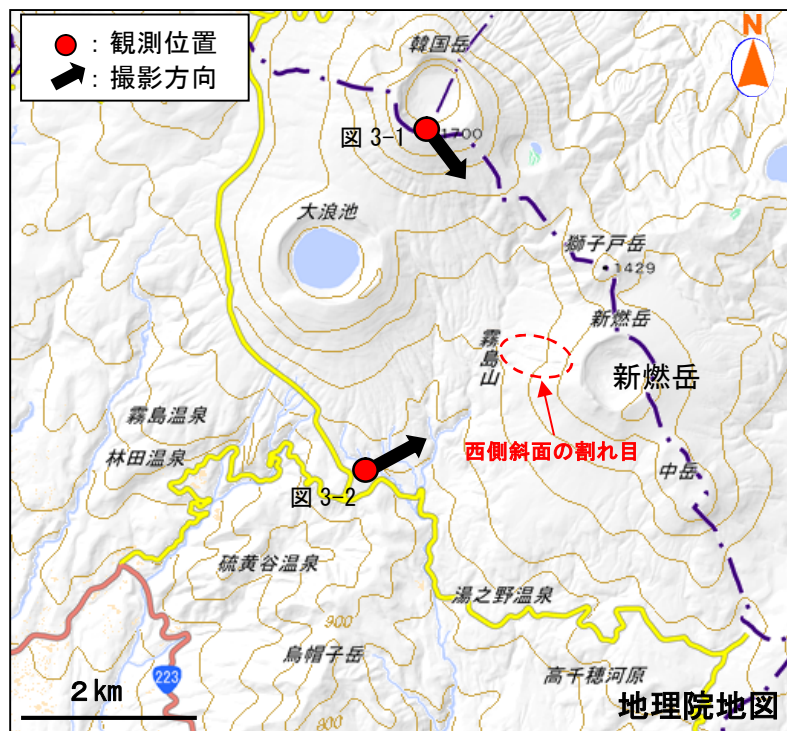 ：観測位置
：撮影方向
N
韓国岳
図 3-1
1700
大浪池
獅子戸岳
1429
新燃岳
霧島山
新燃岳
西側斜面の割れ目
霧島温泉
林田温泉
中岳
図 3-2
硫黄谷温泉
湯之野温泉
900
烏帽子岳
高千穂河原
223
2km
900
地理院地図